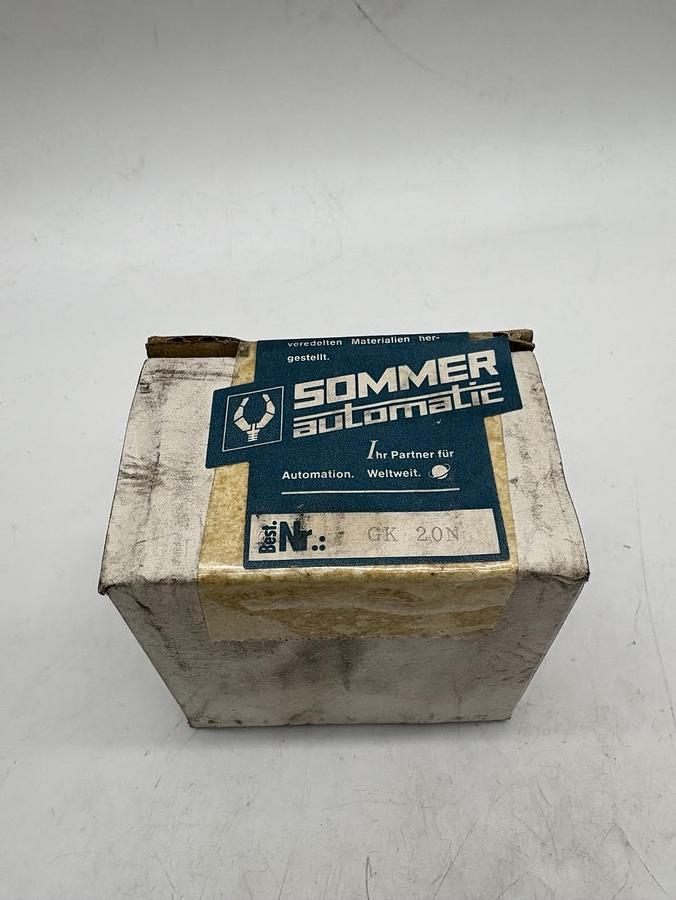 veredelten Materialien her-
gestellt.
SOMMER
automatic
Ihr Partner für
Automation. Weltweit.
Best.
Nr.: GK 20N